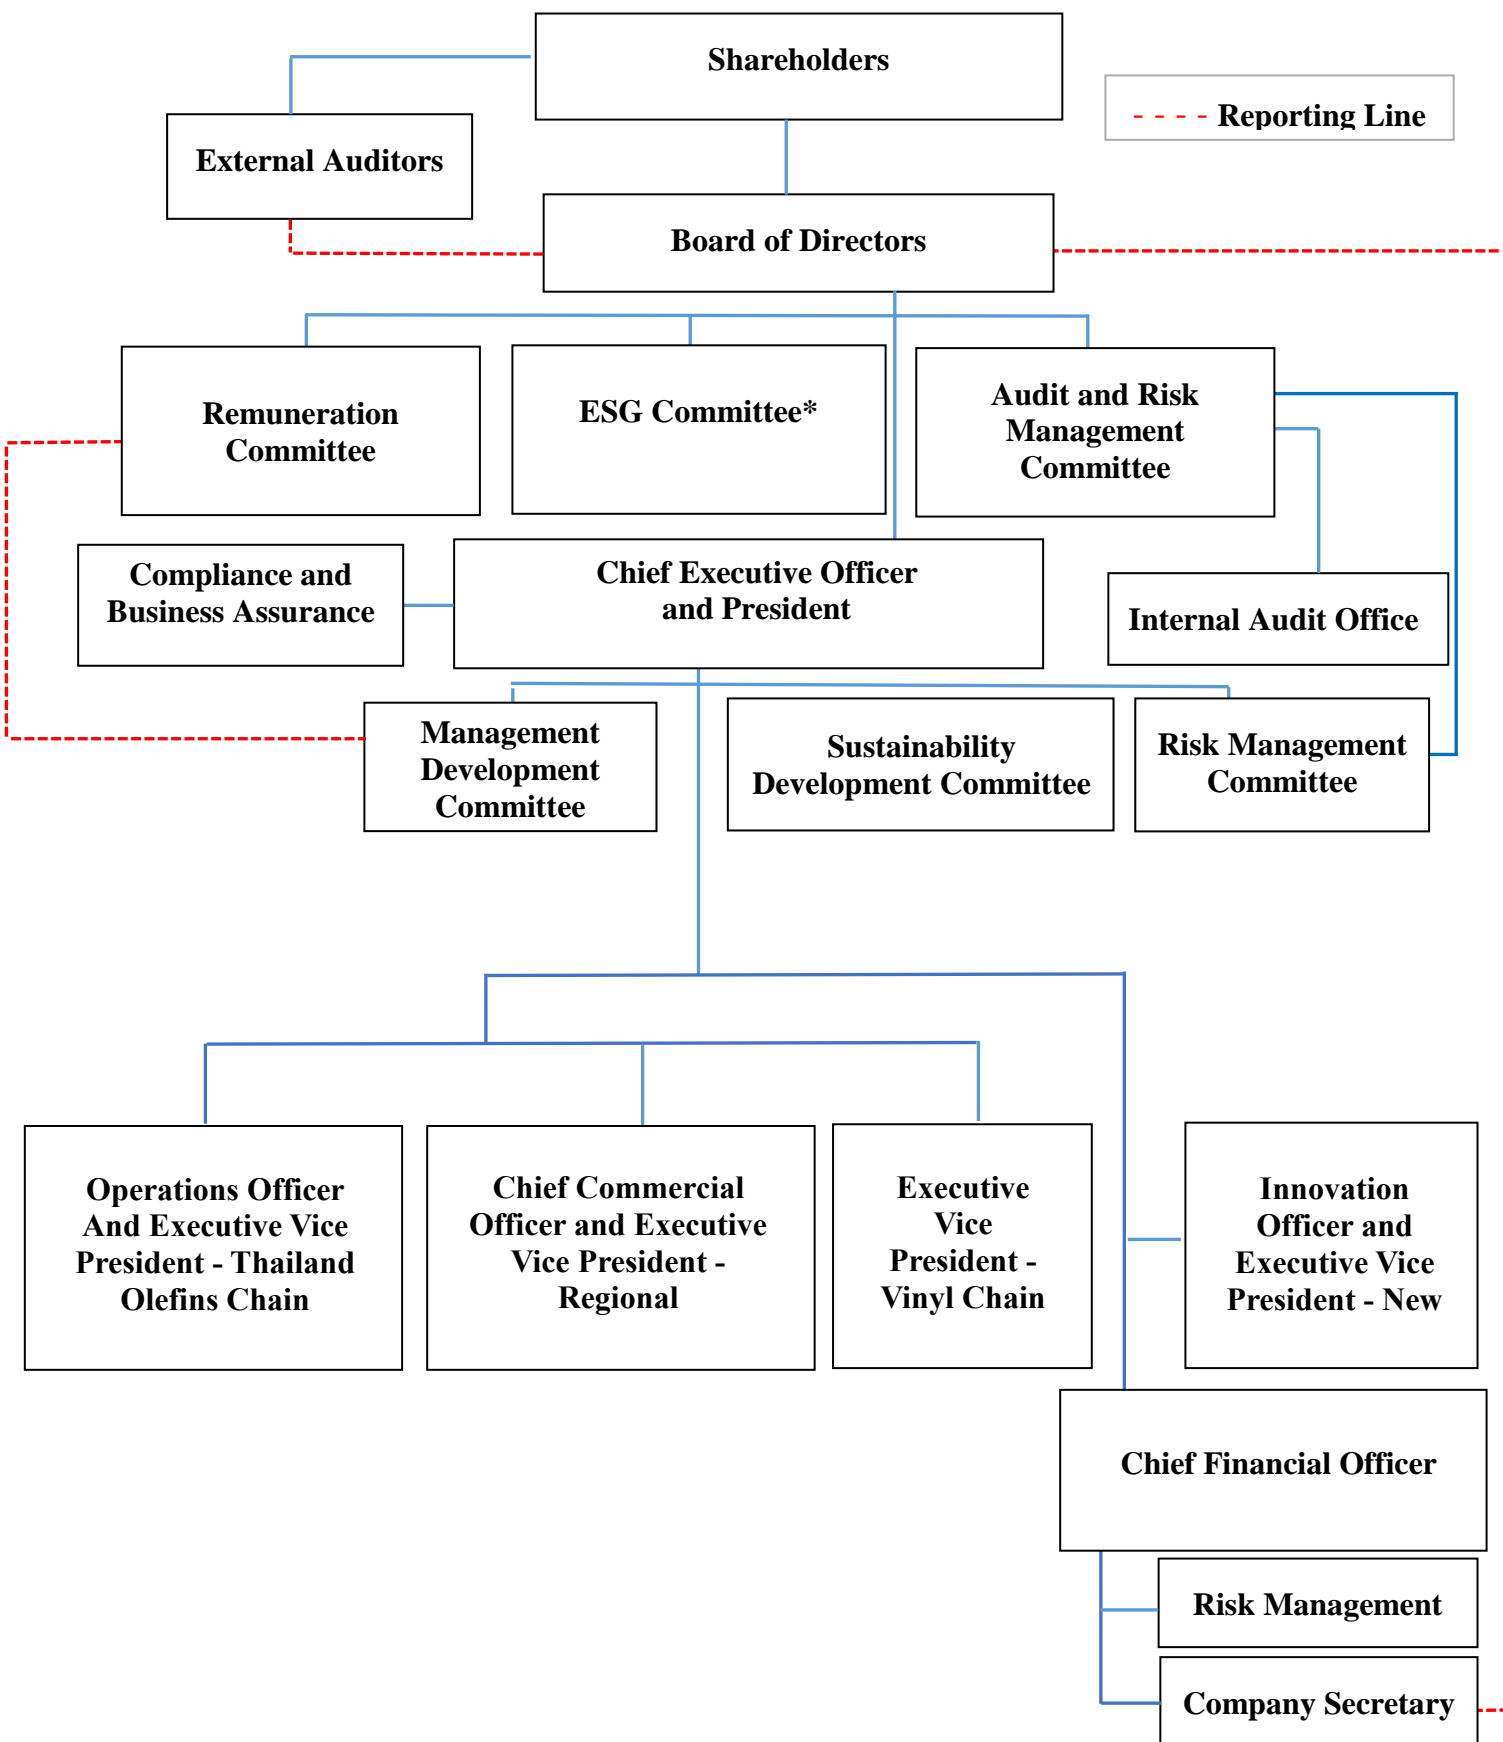 Shareholders
- - - - Reporting Line
External Auditors
Board of Directors
Remuneration
Committee
ESG Committee*
Audit and Risk
Management
Committee
Compliance and
Business Assurance
Chief Executive Officer
and President
Internal Audit Office
Management
Development
Committee
Sustainability
Development Committee
Risk Management
Committee
Operations Officer
And Executive Vice
President - Thailand
Olefins Chain
Chief Commercial
Officer and Executive
Vice President -
Regional
Executive
Vice
President -
Vinyl Chain
Innovation
Officer and
Executive Vice
President - New
Chief Financial Officer
Risk Management
Company Secretary